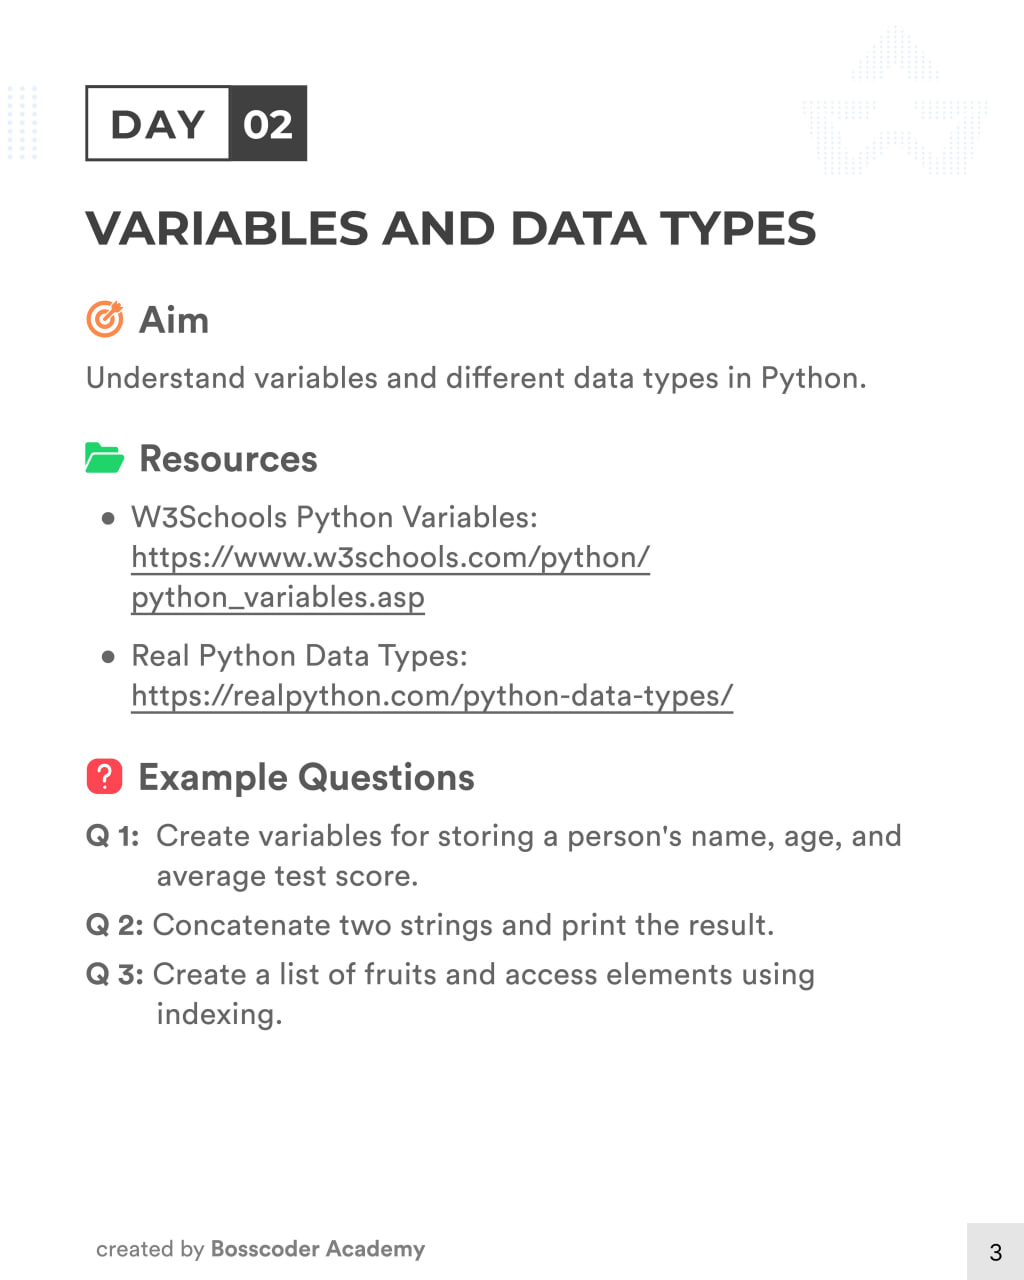 DAY 02
VARIABLES AND DATA TYPES
Aim
Understand variables and different data types in Python.
Resources
• W3Schools Python Variables:
https://www.w3schools.com/python/
python_variables.asp
• Real Python Data Types:
https://realpython.com/python-data-types/
? Example Questions
Q 1: Create variables for storing a person's name, age, and
average test score.
Q 2: Concatenate two strings and print the result.
Q 3: Create a list of fruits and access elements using
indexing.
created by Bosscoder Academy
3